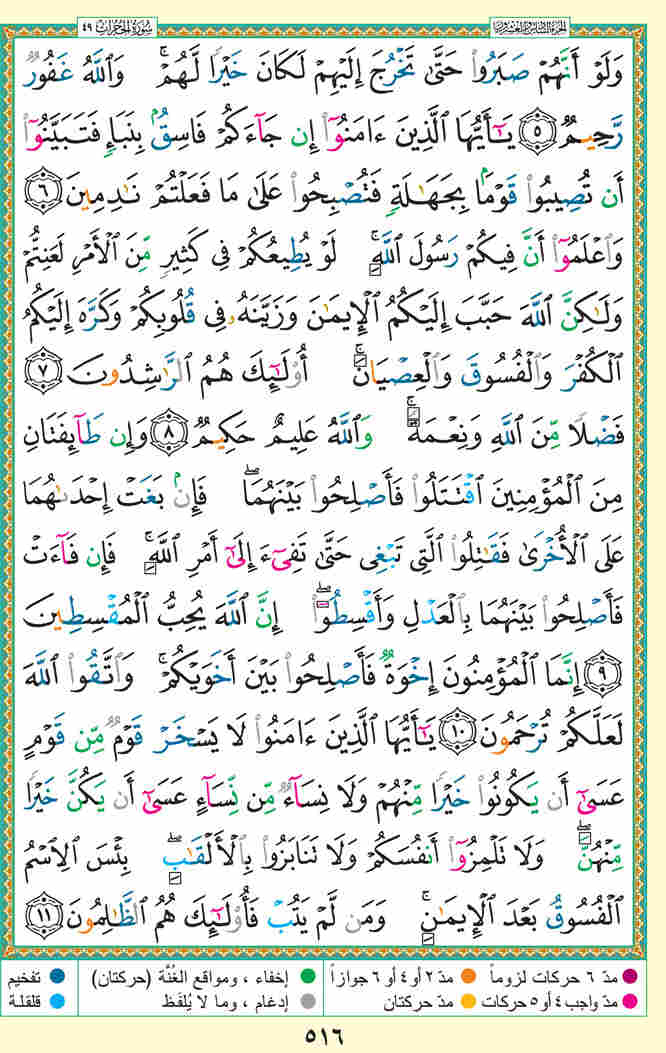 سُورَةُ الحُجُرَاتِ ٤٩ الجزء السادس والعشرون
وَلَوْ أَنَّهُمْ صَبَرُوا۟ حَتَّىٰ تَخْرُجَ إِلَيْهِمْ لَكَانَ خَيْرًا لَّهُمْ ۚ وَٱللَّهُ غَفُورٌ
رَّحِيمٌ ٥ يَـٰٓأَيُّهَا ٱلَّذِينَ ءَامَنُوٓا۟ إِن جَآءَكُمْ فَاسِقٌۢ بِنَبَإٍ فَتَبَيَّنُوٓا۟
أَن تُصِيبُوا۟ قَوْمًۢا بِجَهَـٰلَةٍ فَتُصْبِحُوا۟ عَلَىٰ مَا فَعَلْتُمْ نَـٰدِمِينَ ٦
وَٱعْلَمُوٓا۟ أَنَّ فِيكُمْ رَسُولَ ٱللَّهِ ۚ لَوْ يُطِيعُكُمْ فِى كَثِيرٍ مِّنَ ٱلْأَمْرِ لَعَنِتُّمْ
وَلَـٰكِنَّ ٱللَّهَ حَبَّبَ إِلَيْكُمُ ٱلْإِيمَـٰنَ وَزَيَّنَهُۥ فِى قُلُوبِكُمْ وَكَرَّهَ إِلَيْكُمُ
ٱلْكُفْرَ وَٱلْفُسُوقَ وَٱلْعِصْيَانَ ۚ أُو۟لَـٰٓئِكَ هُمُ ٱلرَّٰشِدُونَ ٧
فَضْلًا مِّنَ ٱللَّهِ وَنِعْمَةً ۚ وَٱللَّهُ عَلِيمٌ حَكِيمٌ ٨ وَإِن طَآئِفَتَانِ
مِنَ ٱلْمُؤْمِنِينَ ٱقْتَتَلُوا۟ فَأَصْلِحُوا۟ بَيْنَهُمَا ۖ فَإِنۢ بَغَتْ إِحْدَىٰهُمَا
عَلَى ٱلْأُخْرَىٰ فَقَـٰتِلُوا۟ ٱلَّتِى تَبْغِى حَتَّىٰ تَفِىٓءَ إِلَىٰٓ أَمْرِ ٱللَّهِ ۚ فَإِن فَآءَتْ
فَأَصْلِحُوا۟ بَيْنَهُمَا بِٱلْعَدْلِ وَأَقْسِطُوٓا۟ ۖ إِنَّ ٱللَّهَ يُحِبُّ ٱلْمُقْسِطِينَ
٩ إِنَّمَا ٱلْمُؤْمِنُونَ إِخْوَةٌ فَأَصْلِحُوا۟ بَيْنَ أَخَوَيْكُمْ ۚ وَٱتَّقُوا۟ ٱللَّهَ
لَعَلَّكُمْ تُرْحَمُونَ ١٠ يَـٰٓأَيُّهَا ٱلَّذِينَ ءَامَنُوا۟ لَا يَسْخَرْ قَوْمٌ مِّن قَوْمٍ
عَسَىٰٓ أَن يَكُونُوا۟ خَيْرًا مِّنْهُمْ وَلَا نِسَآءٌ مِّن نِّسَآءٍ عَسَىٰٓ أَن يَكُنَّ خَيْرًا
مِّنْهُنَّ ۖ وَلَا تَلْمِزُوٓا۟ أَنفُسَكُمْ وَلَا تَنَابَزُوا۟ بِٱلْأَلْقَـٰبِ ۖ بِئْسَ ٱلِٱسْمُ
ٱلْفُسُوقُ بَعْدَ ٱلْإِيمَـٰنِ ۚ وَمَن لَّمْ يَتُبْ فَأُو۟لَـٰٓئِكَ هُمُ ٱلظَّـٰلِمُونَ ١١
مدّ ٦ حركات لزوماً مدّ ٢ أو ٤ أو ٦ جوازاً إخفاء ، ومواقع الغُنَّة (حركتان) تفخيم
مدّ واجب ٤ أو ٥ حركات مدّ حركتان إدغام ، وما لا يُلفَظ قلقلة
٥١٦